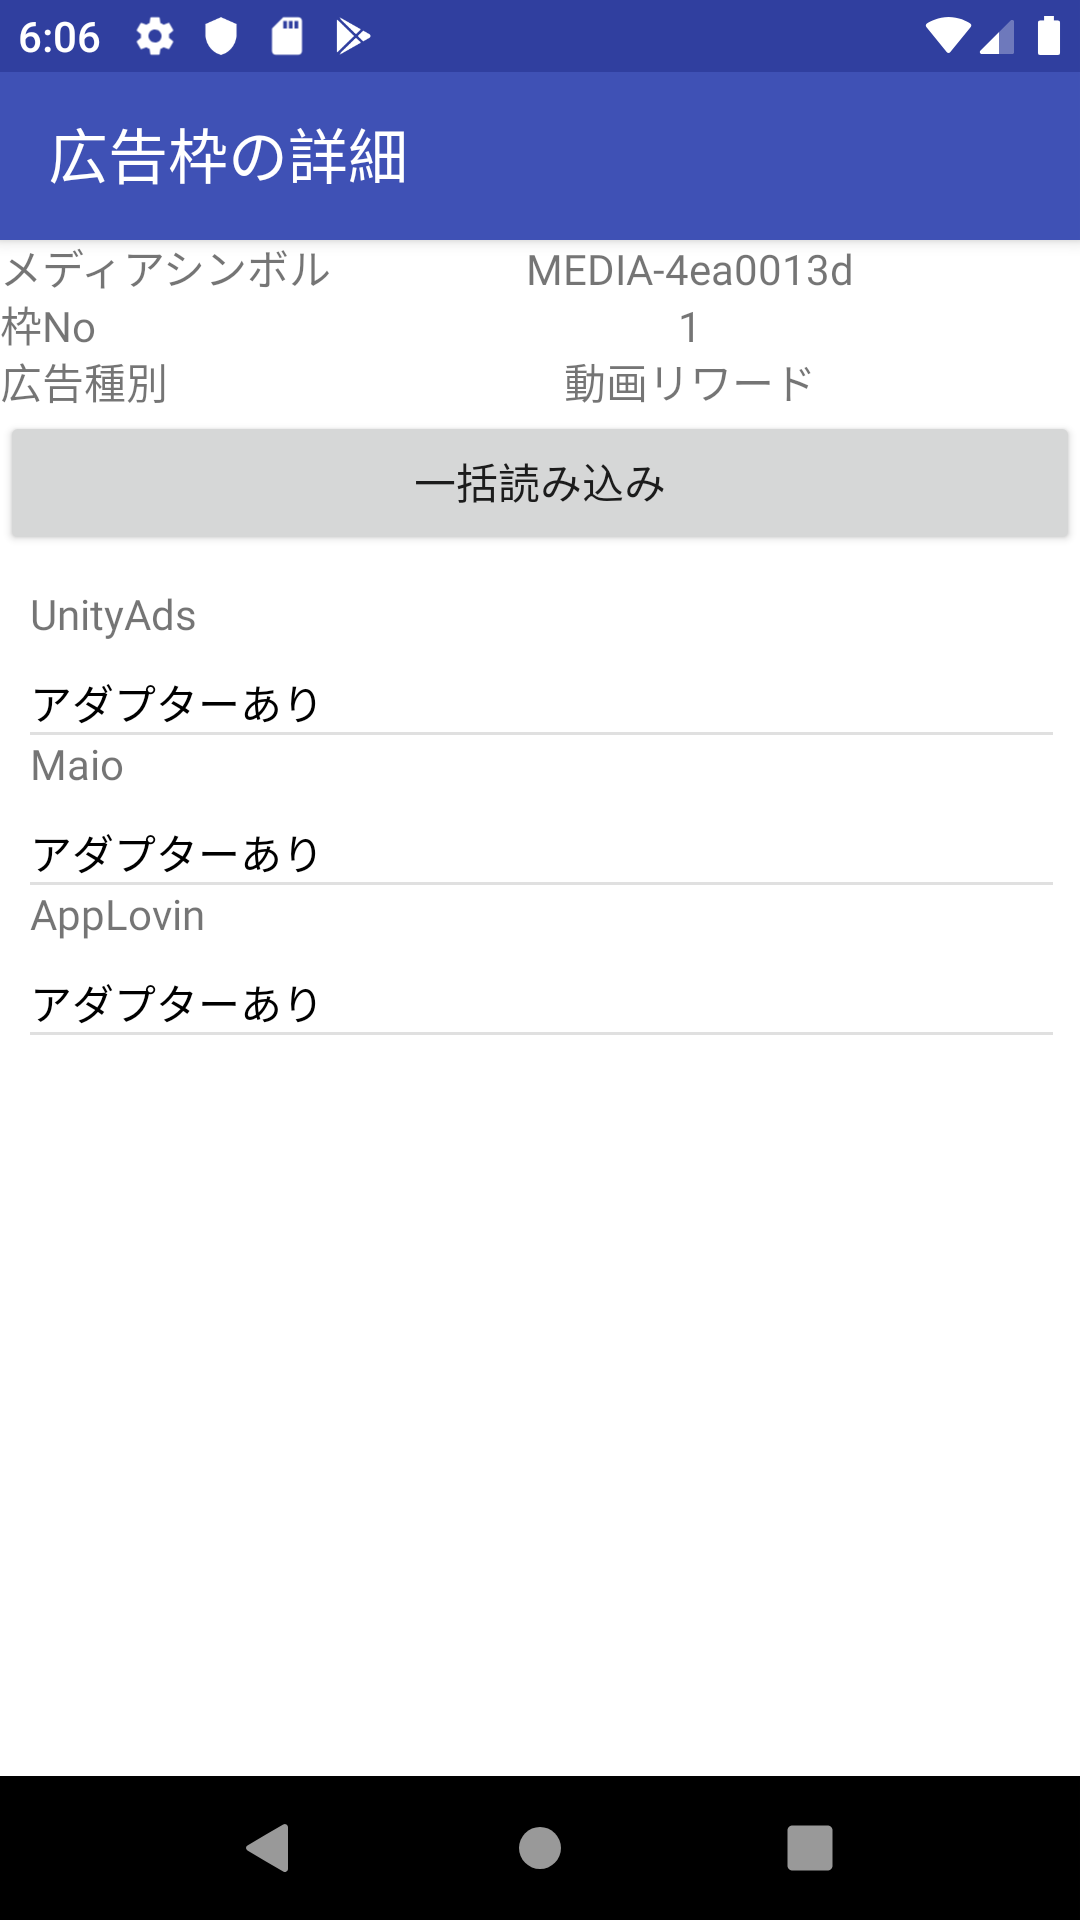 6:06
広告枠の詳細
メディアシンボル MEDIA-4ea0013d
枠No 1
広告種別 動画リワード
一括読み込み
UnityAds
アダプターあり
Maio
アダプターあり
AppLovin
アダプターあり